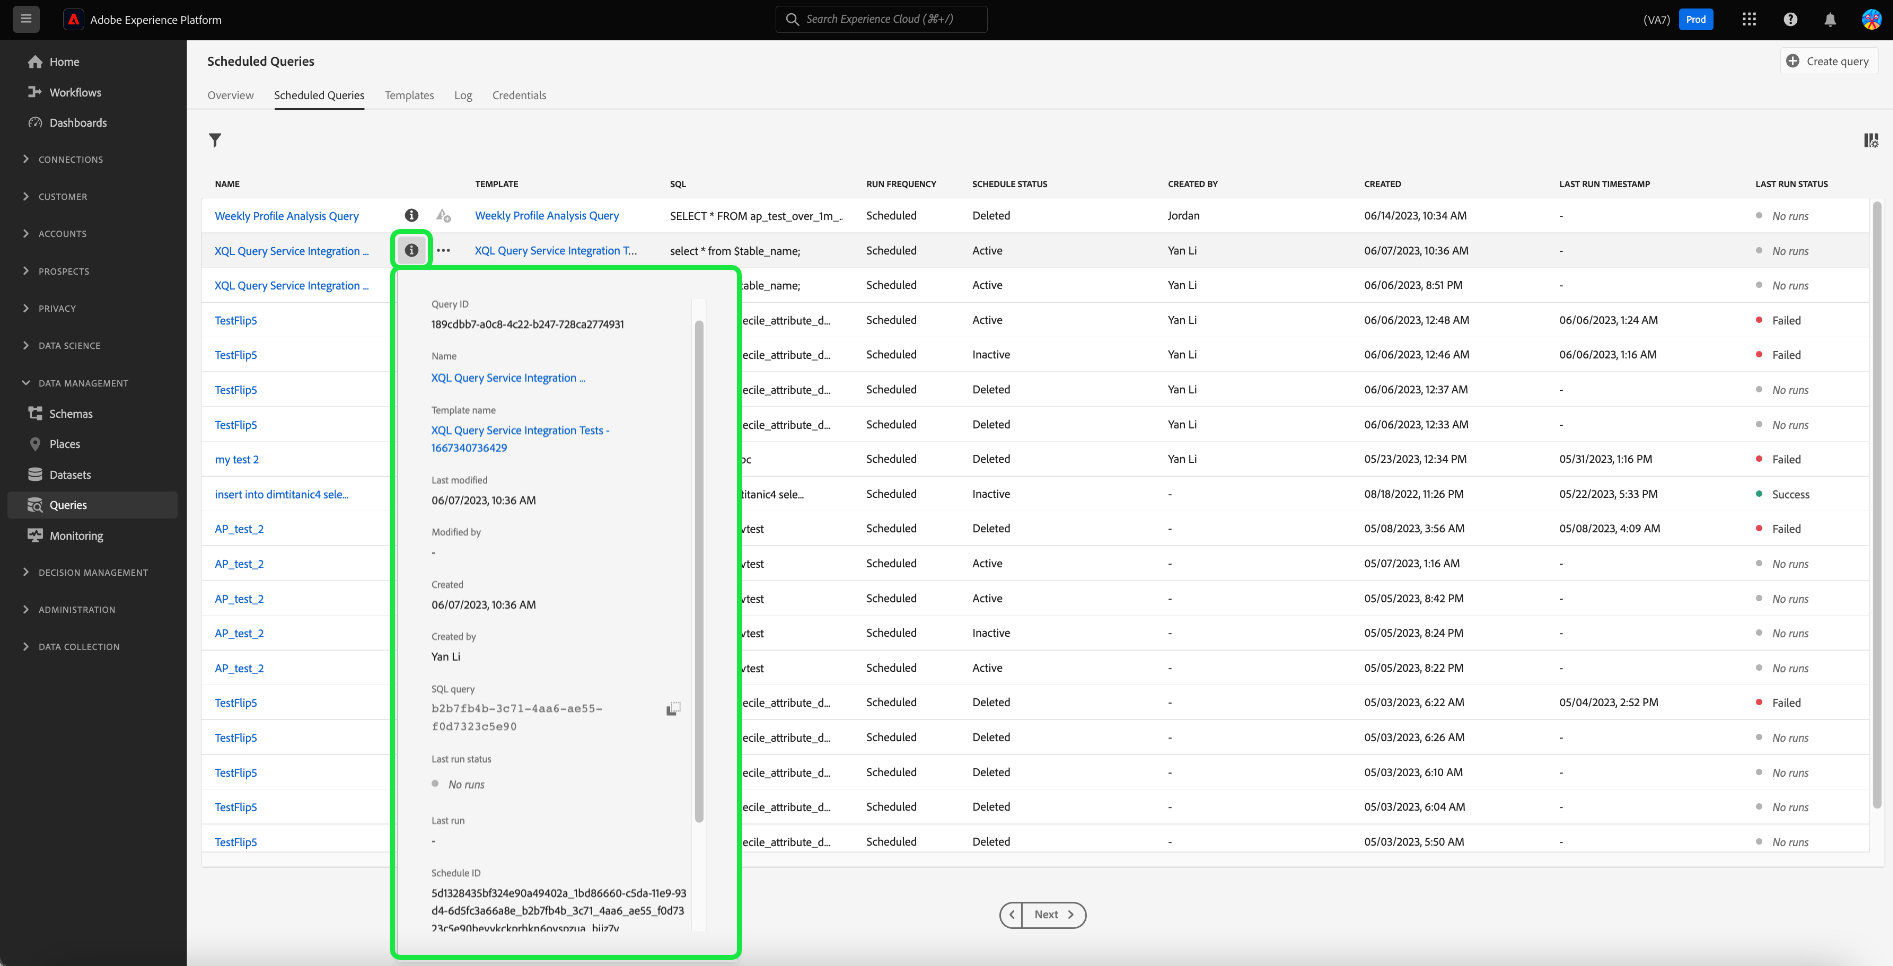 Adobe Experience Platform
Search Experience Cloud (⌘+/)
(VA7) Prod
Home
Workflows
Dashboards
CONNECTIONS
CUSTOMER
ACCOUNTS
PROSPECTS
PRIVACY
DATA SCIENCE
DATA MANAGEMENT
Schemas
Places
Datasets
Queries
Monitoring
DECISION MANAGEMENT
ADMINISTRATION
DATA COLLECTION
Scheduled Queries
Create query
Overview Scheduled Queries Templates Log Credentials
NAME TEMPLATE SQL RUN FREQUENCY SCHEDULE STATUS CREATED BY CREATED LAST RUN TIMESTAMP LAST RUN STATUS
Weekly Profile Analysis Query Weekly Profile Analysis Query SELECT * FROM ap_test_over_1m_... Scheduled Deleted Jordan 06/14/2023, 10:34 AM - No runs
XQL Query Service Integration ... XQL Query Service Integration T... select * from $table_name; Scheduled Active Yan Li 06/07/2023, 10:36 AM - No runs
XQL Query Service Integration ... table_name; Scheduled Active Yan Li 06/06/2023, 8:51 PM - No runs
TestFlip5 ecile_attribute_d... Scheduled Active Yan Li 06/06/2023, 12:48 AM 06/06/2023, 1:24 AM Failed
TestFlip5 ecile_attribute_d... Scheduled Inactive Yan Li 06/06/2023, 12:46 AM 06/06/2023, 1:16 AM Failed
TestFlip5 ecile_attribute_d... Scheduled Deleted Yan Li 06/06/2023, 12:37 AM - No runs
TestFlip5 ecile_attribute_d... Scheduled Deleted Yan Li 06/06/2023, 12:33 AM - No runs
my test 2 oc Scheduled Deleted Yan Li 05/23/2023, 12:34 PM 05/31/2023, 1:16 PM Failed
insert into dimtitanic4 sele... titanic4 sele... Scheduled Inactive - 08/18/2022, 11:26 PM 05/22/2023, 5:33 PM Success
AP_test_2 vtest Scheduled Deleted - 05/08/2023, 3:56 AM 05/08/2023, 4:09 AM Failed
AP_test_2 vtest Scheduled Active - 05/07/2023, 1:16 AM - No runs
AP_test_2 vtest Scheduled Active - 05/05/2023, 8:42 PM - No runs
AP_test_2 vtest Scheduled Inactive - 05/05/2023, 8:24 PM - No runs
AP_test_2 vtest Scheduled Active - 05/05/2023, 8:22 PM - No runs
TestFlip5 ecile_attribute_d... Scheduled Deleted - 05/03/2023, 6:22 AM 05/04/2023, 2:52 PM Failed
TestFlip5 ecile_attribute_d... Scheduled Deleted - 05/03/2023, 6:26 AM - No runs
TestFlip5 ecile_attribute_d... Scheduled Deleted - 05/03/2023, 6:10 AM - No runs
TestFlip5 ecile_attribute_d... Scheduled Deleted - 05/03/2023, 6:04 AM - No runs
TestFlip5 ecile_attribute_d... Scheduled Deleted - 05/03/2023, 5:50 AM - No runs
Query ID
189cdbb7-a0c8-4c22-b247-728ca2774931
Name
XQL Query Service Integration ...
Template name
XQL Query Service Integration Tests -
1667340736429
Last modified
06/07/2023, 10:36 AM
Modified by
-
Created
06/07/2023, 10:36 AM
Created by
Yan Li
SQL query
b2b7fb4b-3c71-4aa6-ae55-
f0d7323c5e90
Last run status
No runs
Last run
-
Schedule ID
5d1328435bf324e90a49402a_1bd86660-c5da-11e9-93
d4-6d5fc3a66a8e_b2b7fb4b_3c71_4aa6_ae55_f0d73
Next